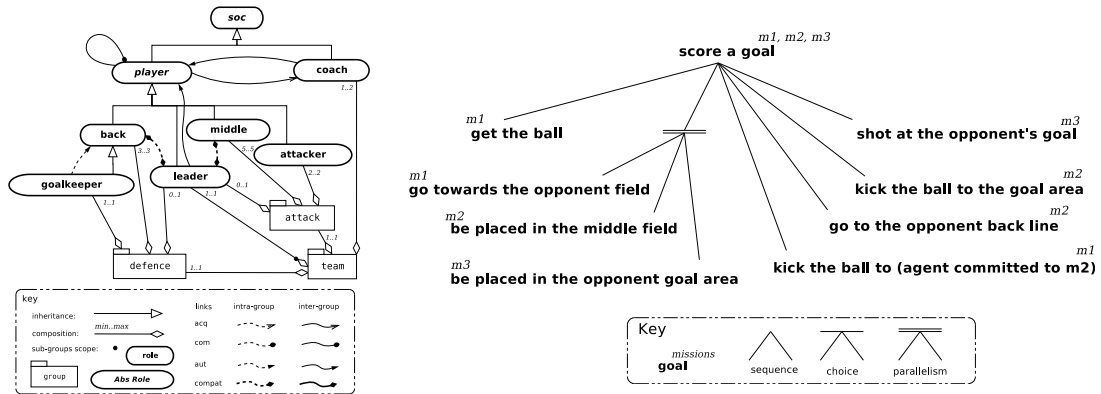 soc
player
coach
1..2
back
middle
3..3
5..5
attacker
goalkeeper
leader
2..2
1..1
0..1
1..1
0..1
attack
1..1
defence
1..1
team
key
inheritance:
composition:
min..max
sub-groups scope:
role
group
Abs Role
links
intra-group
inter-group
acq
com
aut
compat
m1, m2, m3
score a goal
m1
get the ball
m3
shot at the opponent's goal
m1
go towards the opponent field
m2
kick the ball to the goal area
m2
be placed in the middle field
m2
go to the opponent back line
m3
be placed in the opponent goal area
m1
kick the ball to (agent committed to m2)
Key
missions
goal
sequence
choice
parallelism